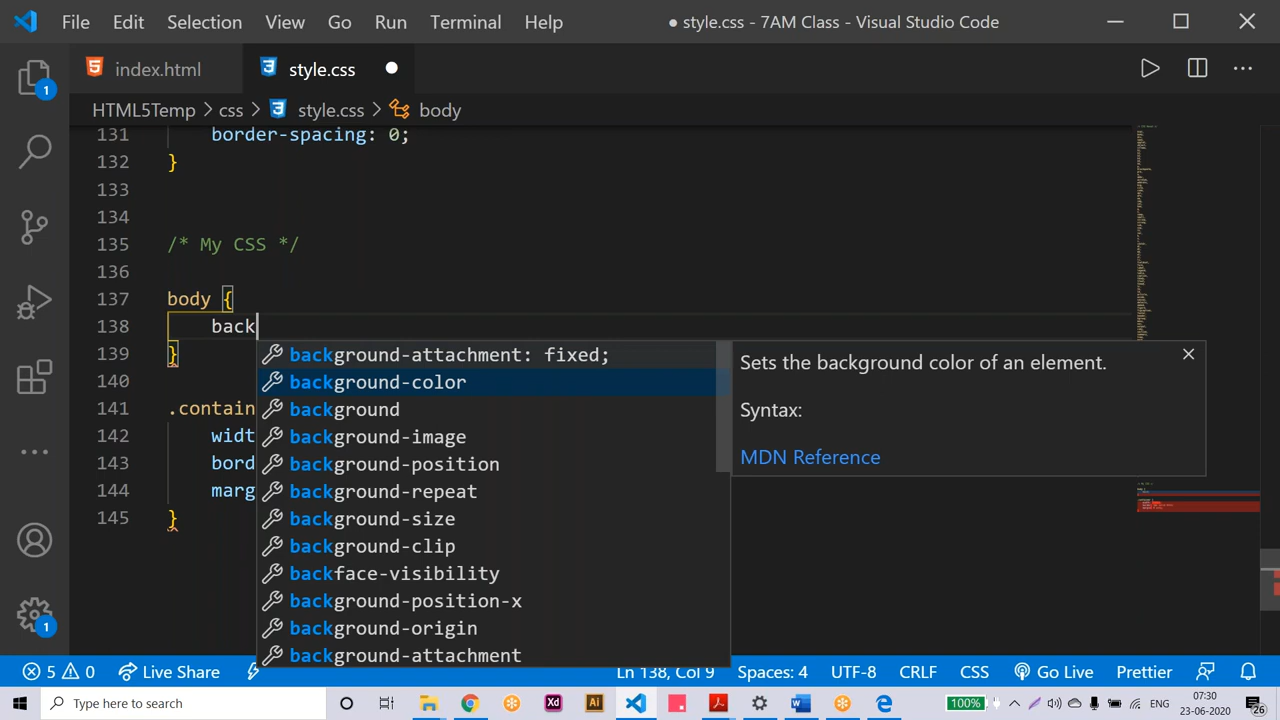 File Edit Selection View Go Run Terminal Help ● style.css - 7AM Class - Visual Studio Code
index.html style.css
HTML5Temp > css > style.css > body
131 border-spacing: 0;
132 }
133
134
135 /* My CSS */
136
137 body {
138 back
139 }
140
141 .contain
142 widt
143 bord
144 marg
145 }
background-attachment: fixed;
background-color
background
background-image
background-position
background-repeat
background-size
background-clip
backface-visibility
background-position-x
background-origin
background-attachment
Sets the background color of an element.
Syntax:
MDN Reference
1
1
5 0 Live Share Ln 138, Col 9 Spaces: 4 UTF-8 CRLF CSS Go Live Prettier
Type here to search Xd Ai 100% ENG 07:30
23-06-2020 26